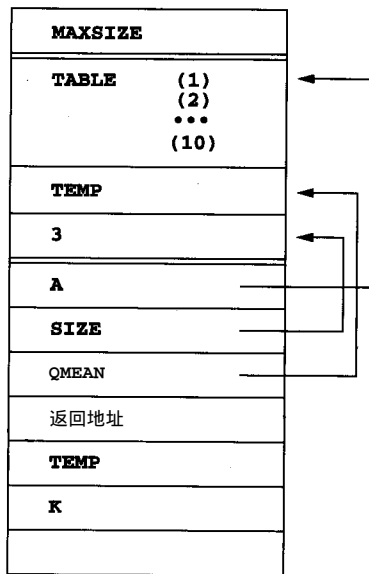 MAXSIZE
TABLE (1)
(2)
•••
(10)
TEMP
3
A
SIZE
QMEAN
返回地址
TEMP
K